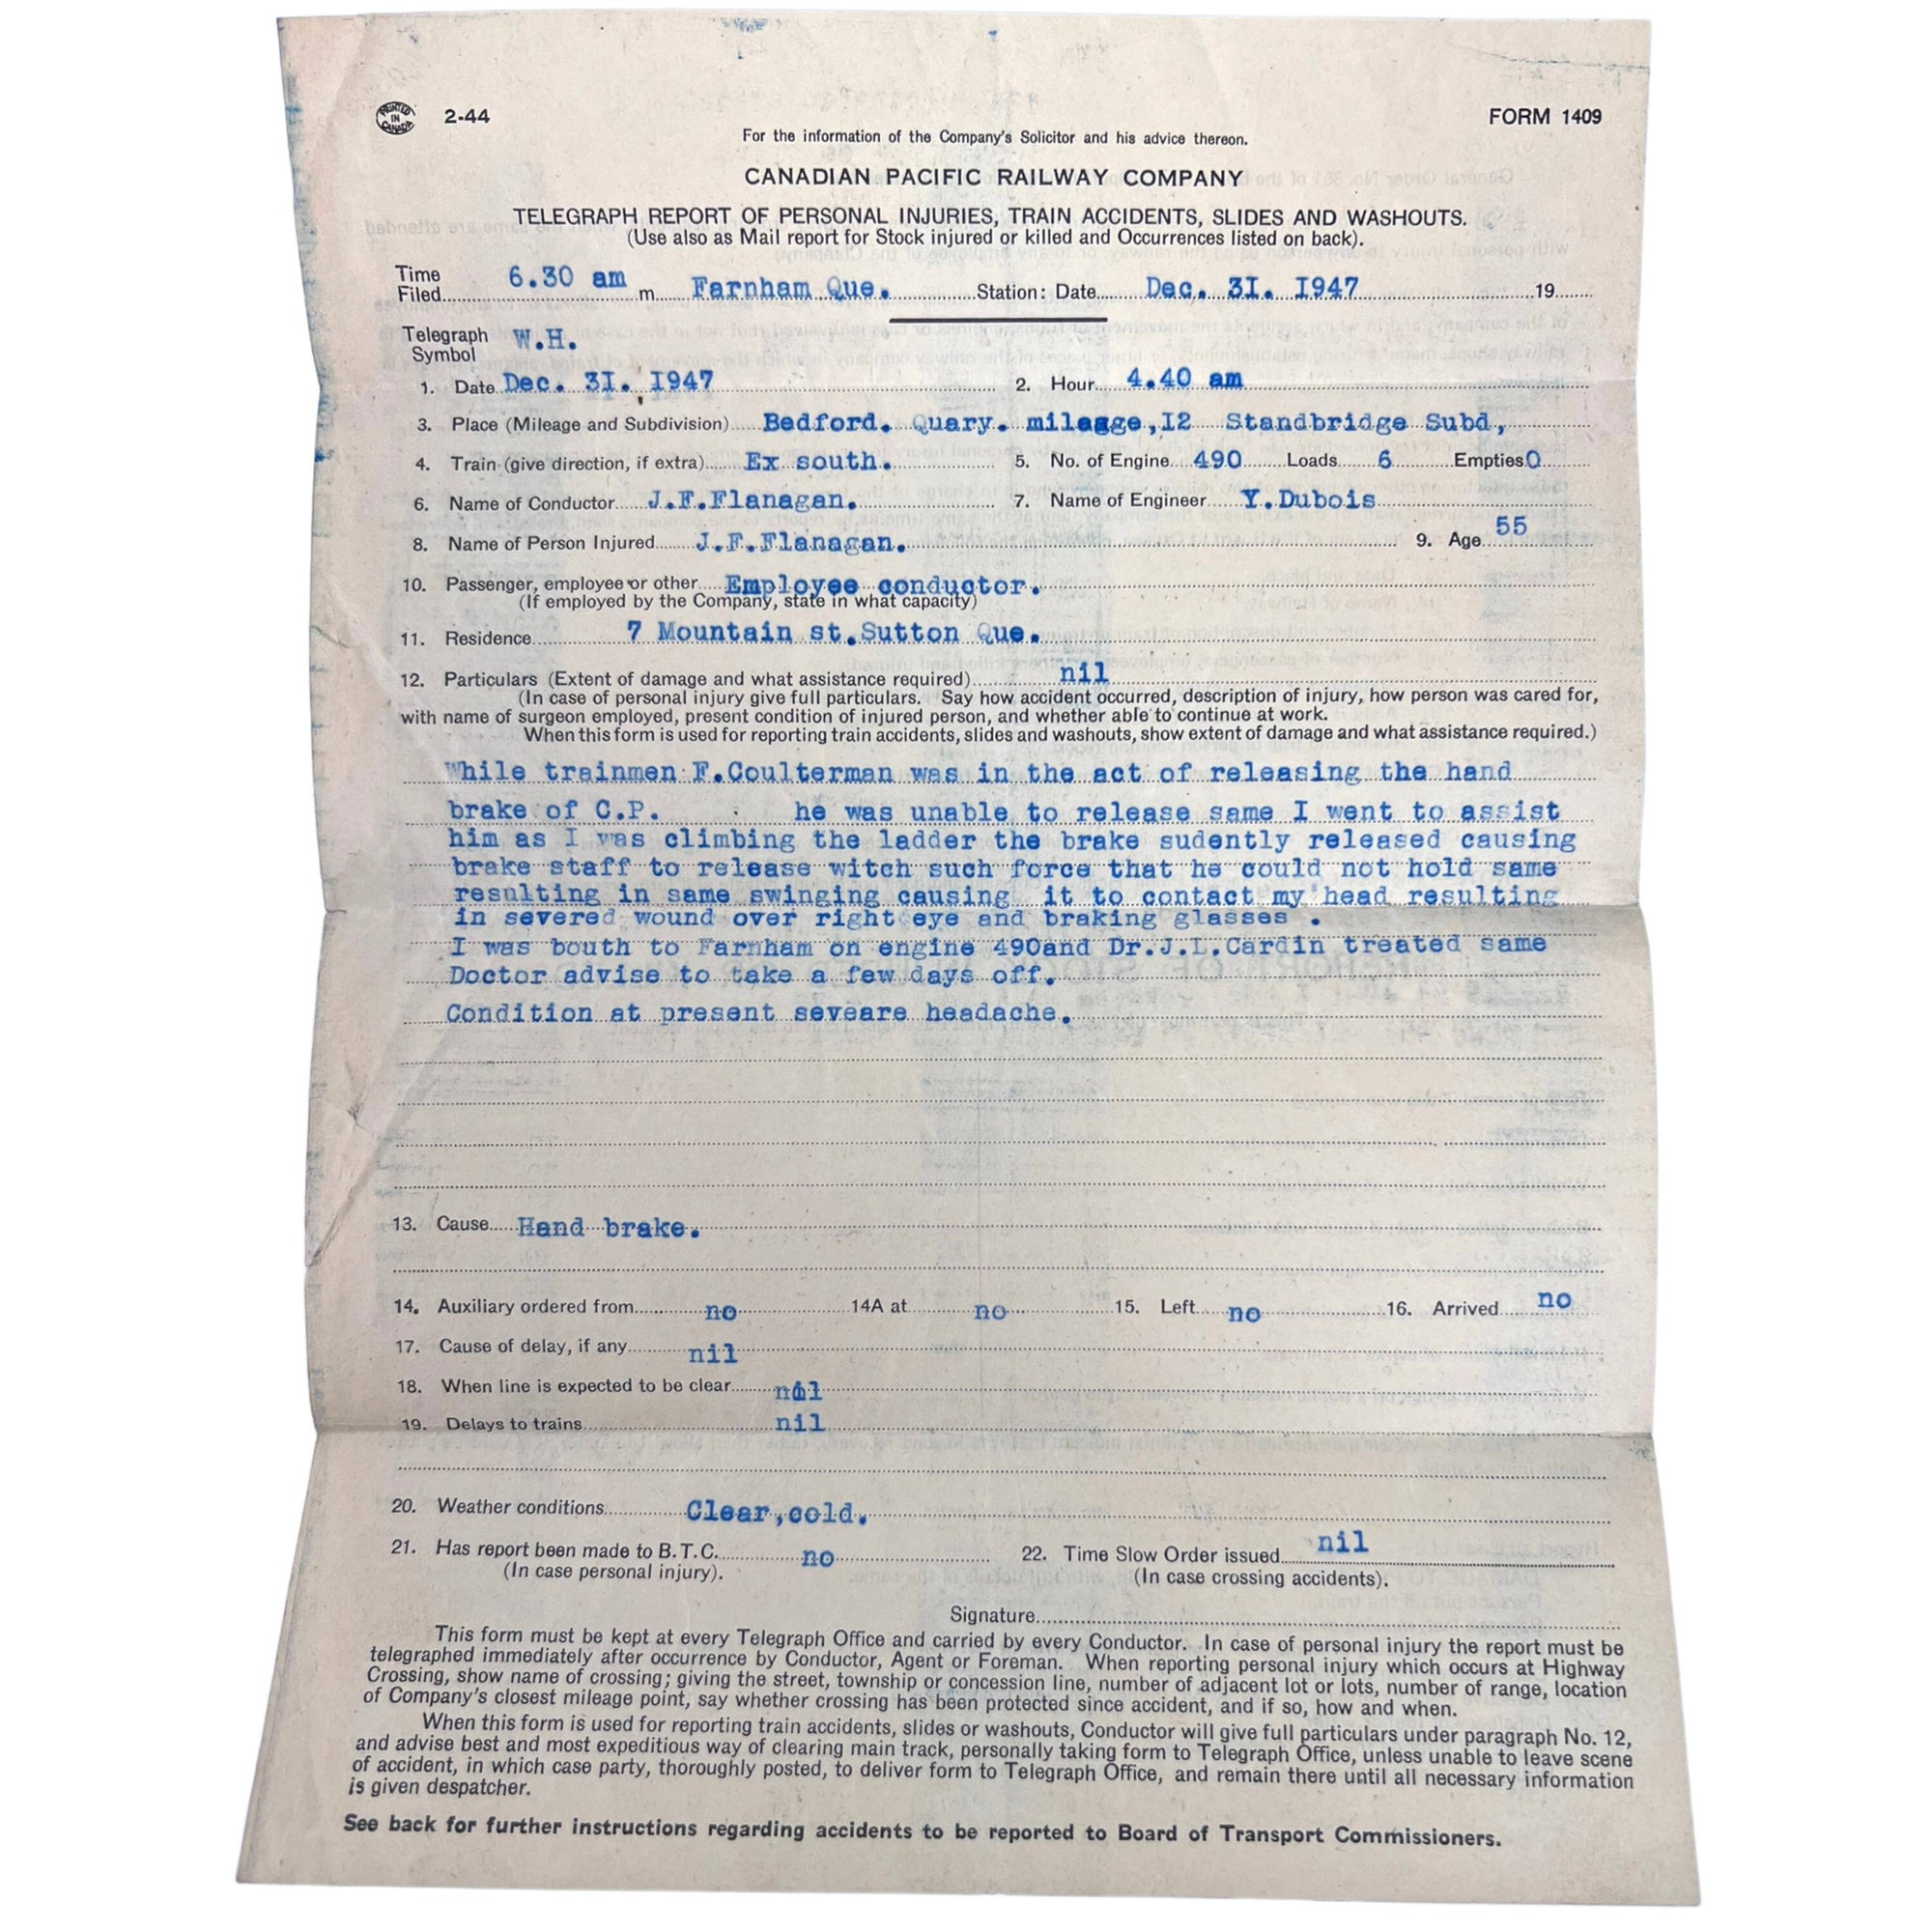 PRINTED IN CANADA 2-44 FORM 1409
For the information of the Company's Solicitor and his advice thereon.
CANADIAN PACIFIC RAILWAY COMPANY
TELEGRAPH REPORT OF PERSONAL INJURIES, TRAIN ACCIDENTS, SLIDES AND WASHOUTS.
(Use also as Mail report for Stock injured or killed and Occurrences listed on back).
Time Filed 6.30 am m Farnham Que. Station: Date Dec. 3I. I947 19
Telegraph Symbol W.H.
1. Date Dec. 3I. I947 2. Hour 4.40 am
3. Place (Mileage and Subdivision) Bedford. Quary. mileage,I2 Standbridge Subd,
4. Train (give direction, if extra) Ex south. 5. No. of Engine 490 Loads 6 Empties 0
6. Name of Conductor J.F.Flanagan. 7. Name of Engineer Y.Dubois
8. Name of Person Injured J.F.Flanagan. 9. Age 55
10. Passenger, employee or other Employee conductor.
(If employed by the Company, state in what capacity)
11. Residence 7 Mountain st.Sutton Que.
12. Particulars (Extent of damage and what assistance required) nil
(In case of personal injury give full particulars. Say how accident occurred, description of injury, how person was cared for,
with name of surgeon employed, present condition of injured person, and whether able to continue at work.
When this form is used for reporting train accidents, slides and washouts, show extent of damage and what assistance required.)
While trainmen F.Coulterman was in the act of releasing the hand
brake of C.P. he was unable to release same I went to assist
him as I was climbing the ladder the brake sudently released causing
brake staff to release witch such force that he could not hold same
resulting in same swinging causing it to contact my head resulting
in severed wound over right eye and braking glasses .
I was bouth to Farnham on engine 490and Dr.J.L.Cardin treated same
Doctor advise to take a few days off.
Condition at present seveare headache.
13. Cause Hand brake.
14. Auxiliary ordered from no 14A at no 15. Left no 16. Arrived no
17. Cause of delay, if any nil
18. When line is expected to be clear nil
19. Delays to trains nil
20. Weather conditions Clear,cold.
21. Has report been made to B.T.C. no 22. Time Slow Order issued nil
(In case personal injury). (In case crossing accidents).
Signature
This form must be kept at every Telegraph Office and carried by every Conductor. In case of personal injury the report must be
telegraphed immediately after occurrence by Conductor, Agent or Foreman. When reporting personal injury which occurs at Highway
Crossing, show name of crossing; giving the street, township or concession line, number of adjacent lot or lots, number of range, location
of Company's closest mileage point, say whether crossing has been protected since accident, and if so, how and when.
When this form is used for reporting train accidents, slides or washouts, Conductor will give full particulars under paragraph No. 12,
and advise best and most expeditious way of clearing main track, personally taking form to Telegraph Office, unless unable to leave scene
of accident, in which case party, thoroughly posted, to deliver form to Telegraph Office, and remain there until all necessary information
is given despatcher.
See back for further instructions regarding accidents to be reported to Board of Transport Commissioners.